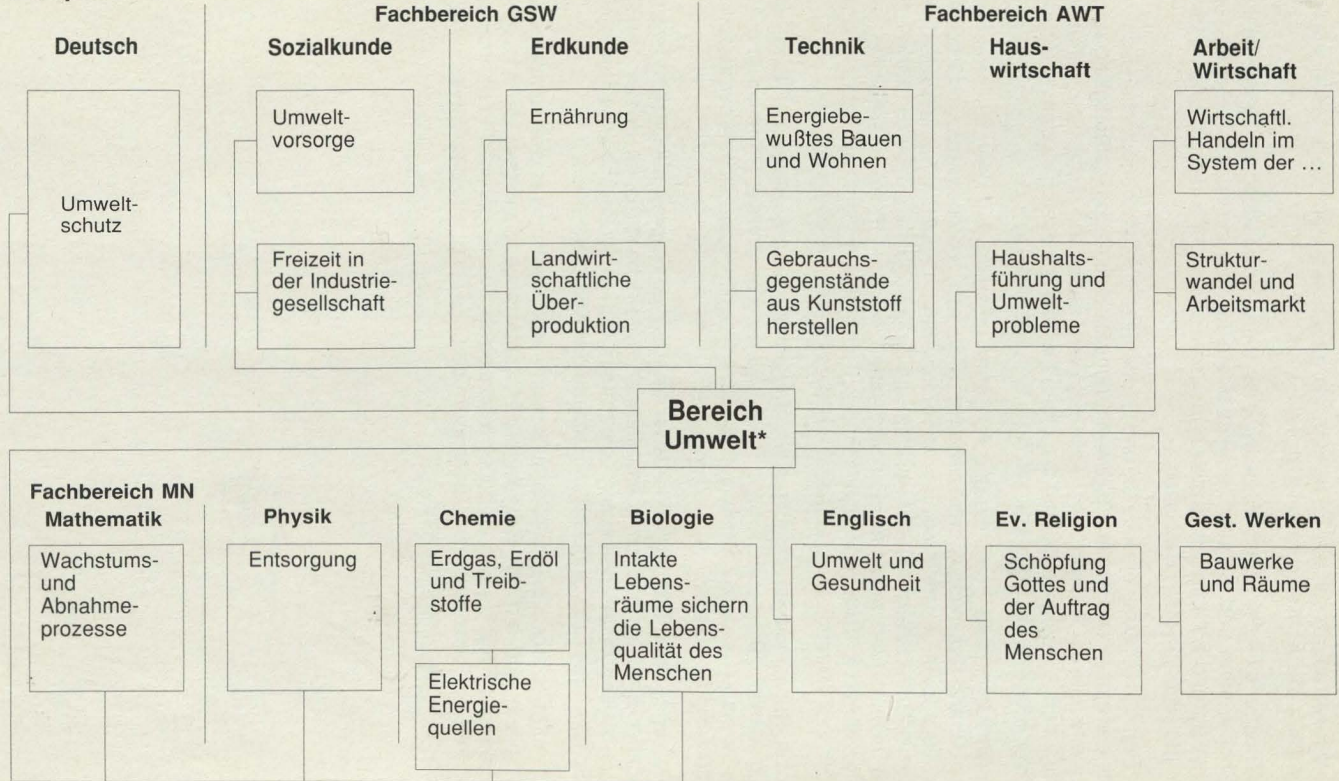 Fachbereich GSW
Fachbereich AWT
Deutsch
Sozialkunde
Erdkunde
Technik
Haus-
wirtschaft
Arbeit/
Wirtschaft
Umwelt-
schutz
Umwelt-
vorsorge
Freizeit in
der Industrie-
gesellschaft
Ernährung
Landwirt-
schaftliche
Über-
produktion
Energiebe-
wußtes Bauen
und Wohnen
Gebrauchs-
gegenstände
aus Kunststoff
herstellen
Haushalts-
führung und
Umwelt-
probleme
Wirtschaftl.
Handeln im
System der ...
Struktur-
wandel und
Arbeitsmarkt
Bereich
Umwelt*
Fachbereich MN
Mathematik
Physik
Chemie
Biologie
Englisch
Ev. Religion
Gest. Werken
Wachstums-
und
Abnahme-
prozesse
Entsorgung
Erdgas, Erdöl
und Treib-
stoffe
Elektrische
Energie-
quellen
Intakte
Lebens-
räume sichern
die Lebens-
qualität des
Menschen
Umwelt und
Gesundheit
Schöpfung
Gottes und
der Auftrag
des
Menschen
Bauwerke
und Räume